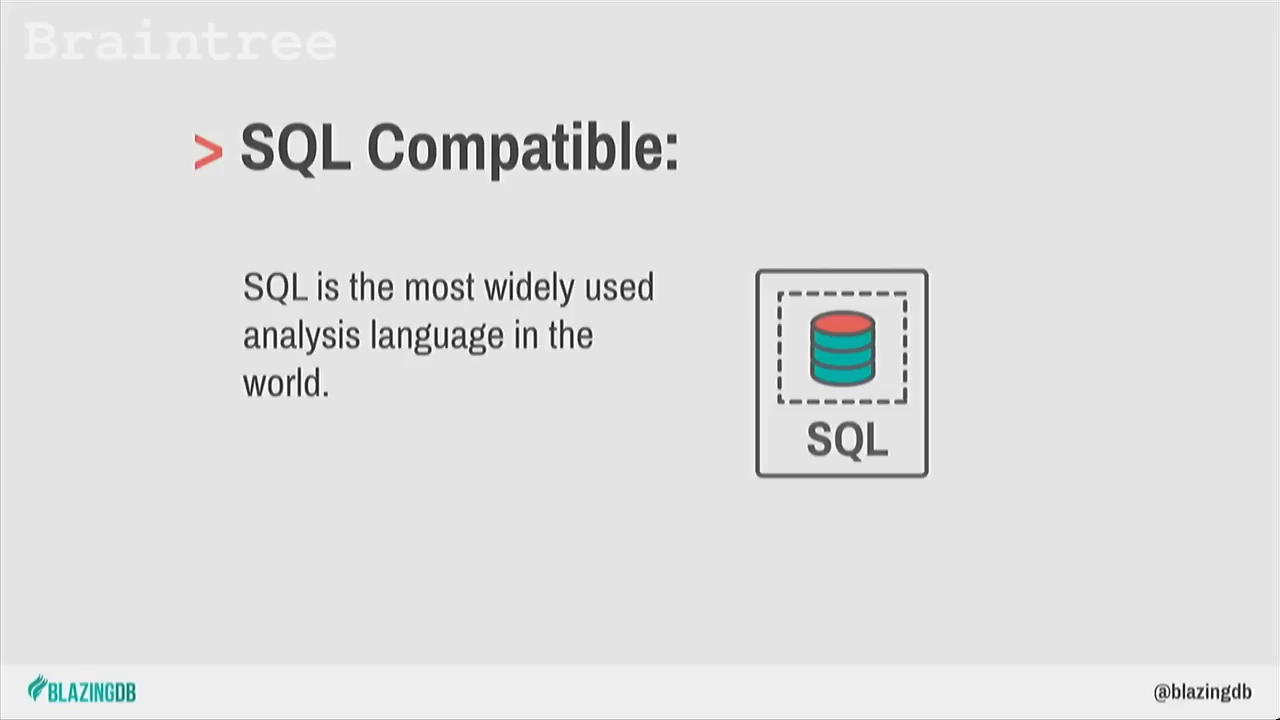 Braintree
> SQL Compatible:
SQL is the most widely used
analysis language in the
world.
SQL
BLAZINGDB
@blazingdb